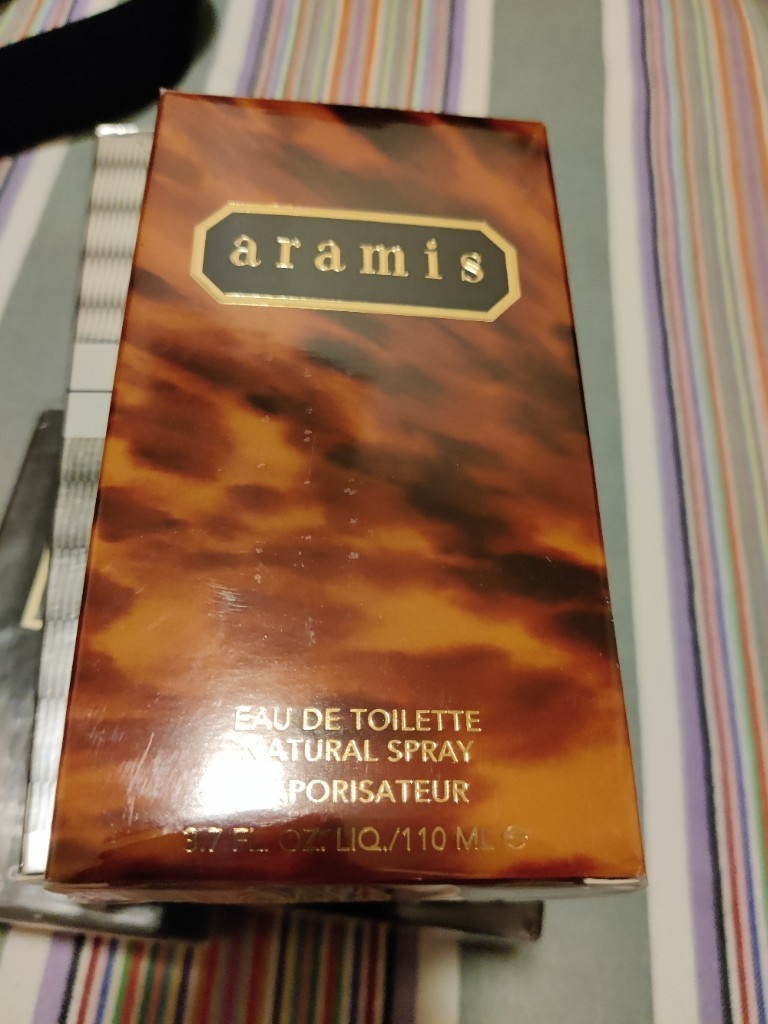 aramis
EAU DE TOILETTE
NATURAL SPRAY
VAPORISATEUR
3.7 FL. OZ. LIQ./110 ML ℮